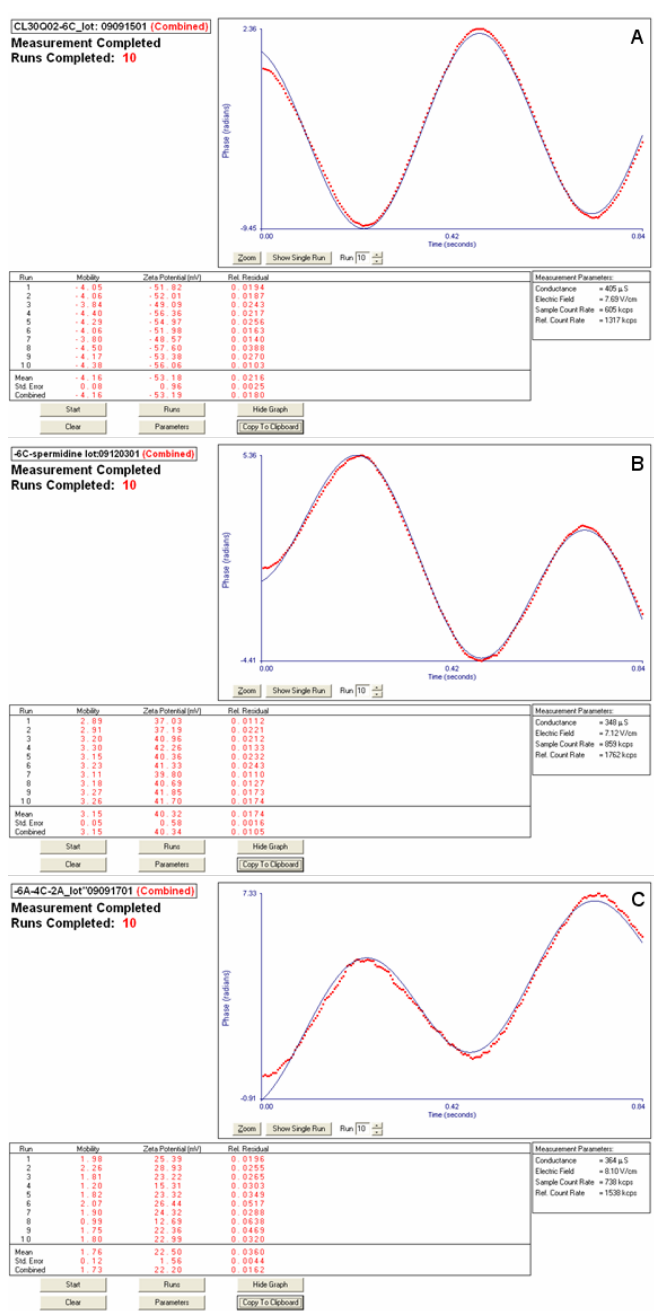 CL30Q02-6C_lot: 09091501 (Combined)
Measurement Completed
Runs Completed: 10
A
2.36
Phase (radians)
-9.45
0.00 0.42 0.84
Time (seconds)
Zoom Show Single Run Run 10
Run Mobility Zeta Potential (mV) Rel. Residual
1 -4.05 -51.82 0.0194
2 -4.06 -52.01 0.0187
3 -3.84 -49.09 0.0243
4 -4.40 -56.36 0.0217
5 -4.29 -54.97 0.0256
6 -4.06 -51.98 0.0163
7 -3.80 -48.57 0.0140
8 -4.50 -57.60 0.0388
9 -4.17 -53.38 0.0270
10 -4.38 -56.06 0.0103
Mean -4.16 -53.18 0.0216
Std. Error 0.08 0.96 0.0025
Combined -4.16 -53.19 0.0180
Measurement Parameters:
Conductance = 405 µS
Electric Field = 7.69 V/cm
Sample Count Rate = 605 kcps
Ref. Count Rate = 1317 kcps
Start Runs Hide Graph
Clear Parameters Copy To Clipboard
-6C-spermidine lot:09120301 (Combined)
Measurement Completed
Runs Completed: 10
B
5.36
Phase (radians)
-4.41
0.00 0.42 0.84
Time (seconds)
Zoom Show Single Run Run 10
Run Mobility Zeta Potential (mV) Rel. Residual
1 2.89 37.03 0.0112
2 2.91 37.19 0.0221
3 3.20 40.96 0.0212
4 3.30 42.26 0.0133
5 3.15 40.36 0.0232
6 3.23 41.33 0.0243
7 3.11 39.80 0.0110
8 3.18 40.69 0.0127
9 3.27 41.85 0.0173
10 3.26 41.70 0.0174
Mean 3.15 40.32 0.0174
Std. Error 0.05 0.58 0.0016
Combined 3.15 40.34 0.0105
Measurement Parameters:
Conductance = 348 µS
Electric Field = 7.12 V/cm
Sample Count Rate = 859 kcps
Ref. Count Rate = 1762 kcps
Start Runs Hide Graph
Clear Parameters Copy To Clipboard
-6A-4C-2A_lot"09091701 (Combined)
Measurement Completed
Runs Completed: 10
C
7.33
Phase (radians)
-0.91
0.00 0.42 0.84
Time (seconds)
Zoom Show Single Run Run 10
Run Mobility Zeta Potential (mV) Rel. Residual
1 1.98 25.39 0.0196
2 2.26 28.93 0.0255
3 1.81 23.22 0.0265
4 1.20 15.31 0.0303
5 1.82 23.32 0.0349
6 2.07 26.44 0.0517
7 1.90 24.32 0.0288
8 0.99 12.69 0.0638
9 1.75 22.36 0.0469
10 1.80 22.99 0.0320
Mean 1.76 22.50 0.0360
Std. Error 0.12 1.56 0.0044
Combined 1.73 22.20 0.0162
Measurement Parameters:
Conductance = 364 µS
Electric Field = 8.10 V/cm
Sample Count Rate = 738 kcps
Ref. Count Rate = 1538 kcps
Start Runs Hide Graph
Clear Parameters Copy To Clipboard